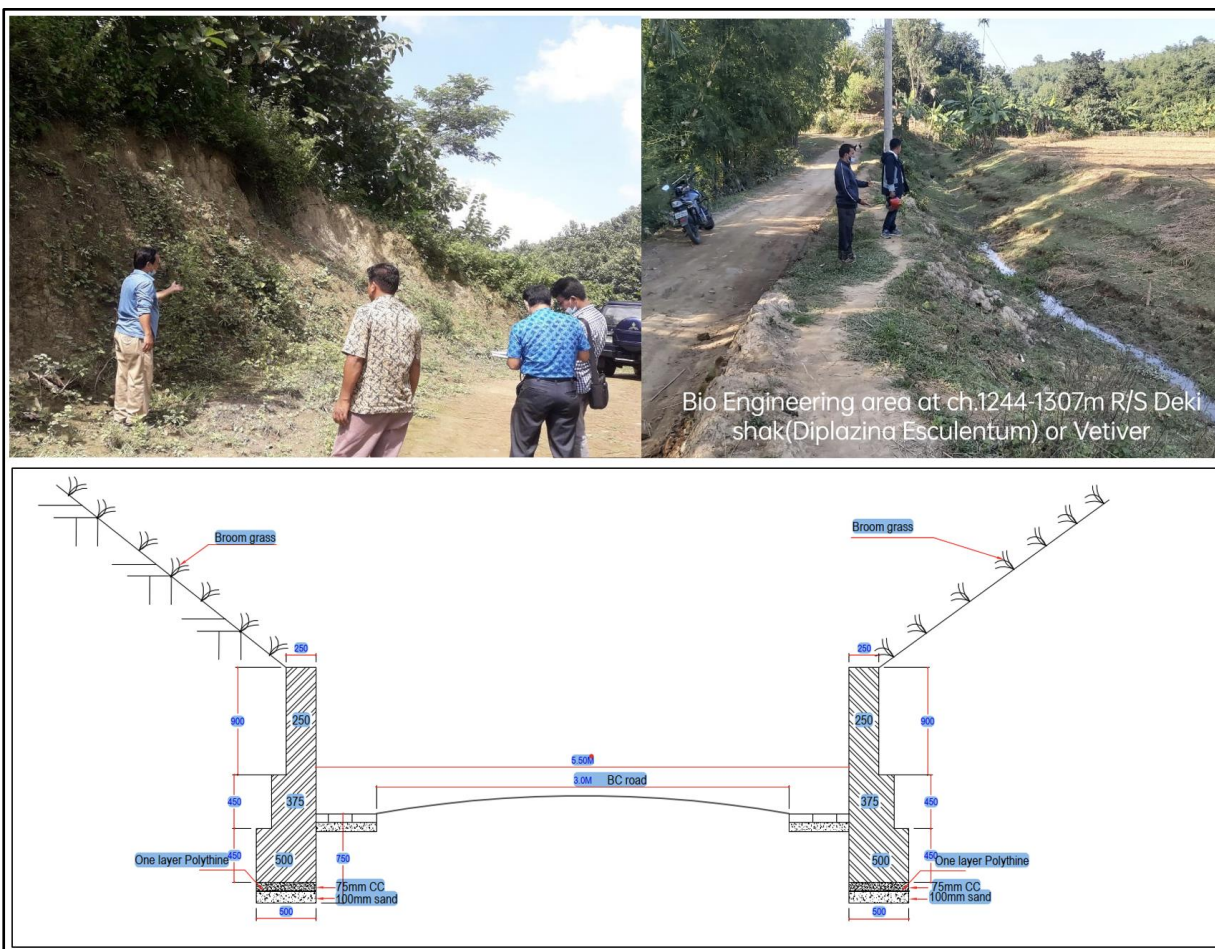 Bio Engineering area at ch.1244-1307m R/S Deki
shak(Diplazina Esculentum) or Vetiver
Broom grass
Broom grass
250
250
900
250
250
900
5.50M
3.0M BC road
450
375
375
450
One layer Polythine
450
500
750
500
450
One layer Polythine
75mm CC
75mm CC
100mm sand
100mm sand
500
500